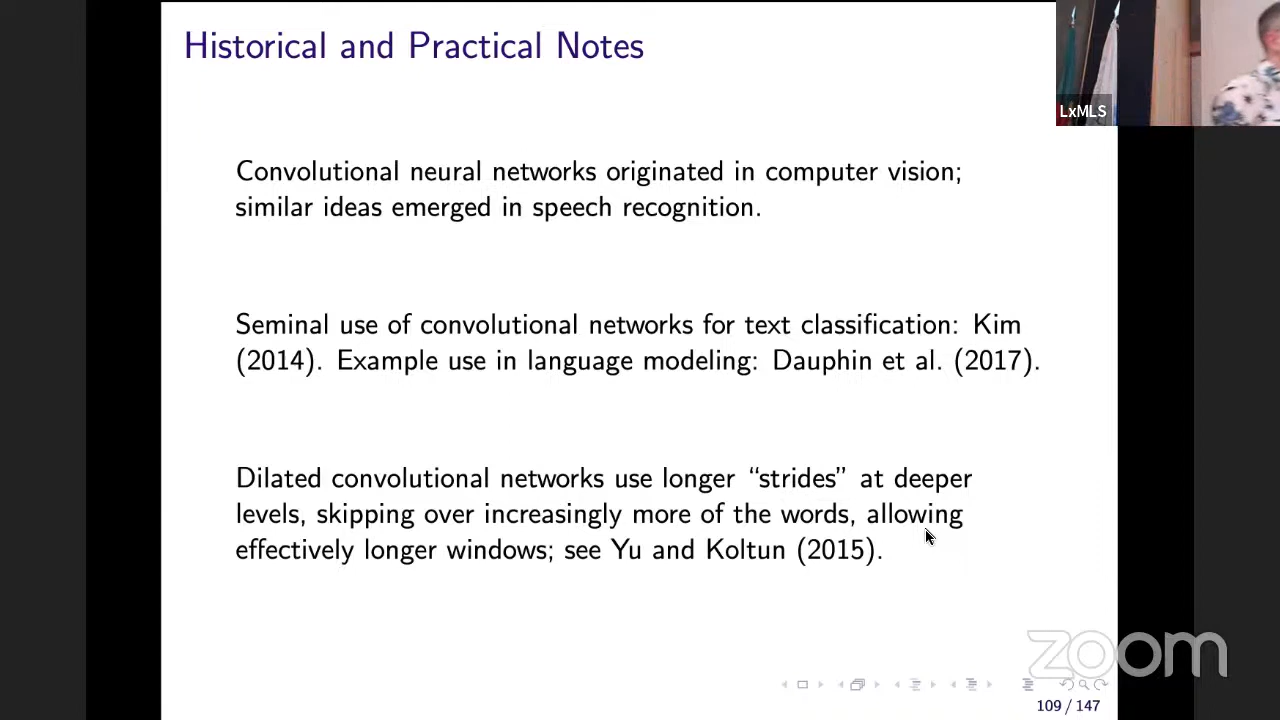 Historical and Practical Notes
LxMLS
Convolutional neural networks originated in computer vision;
similar ideas emerged in speech recognition.
Seminal use of convolutional networks for text classification: Kim
(2014). Example use in language modeling: Dauphin et al. (2017).
Dilated convolutional networks use longer “strides” at deeper
levels, skipping over increasingly more of the words, allowing
effectively longer windows; see Yu and Koltun (2015).
zoom
109 / 147